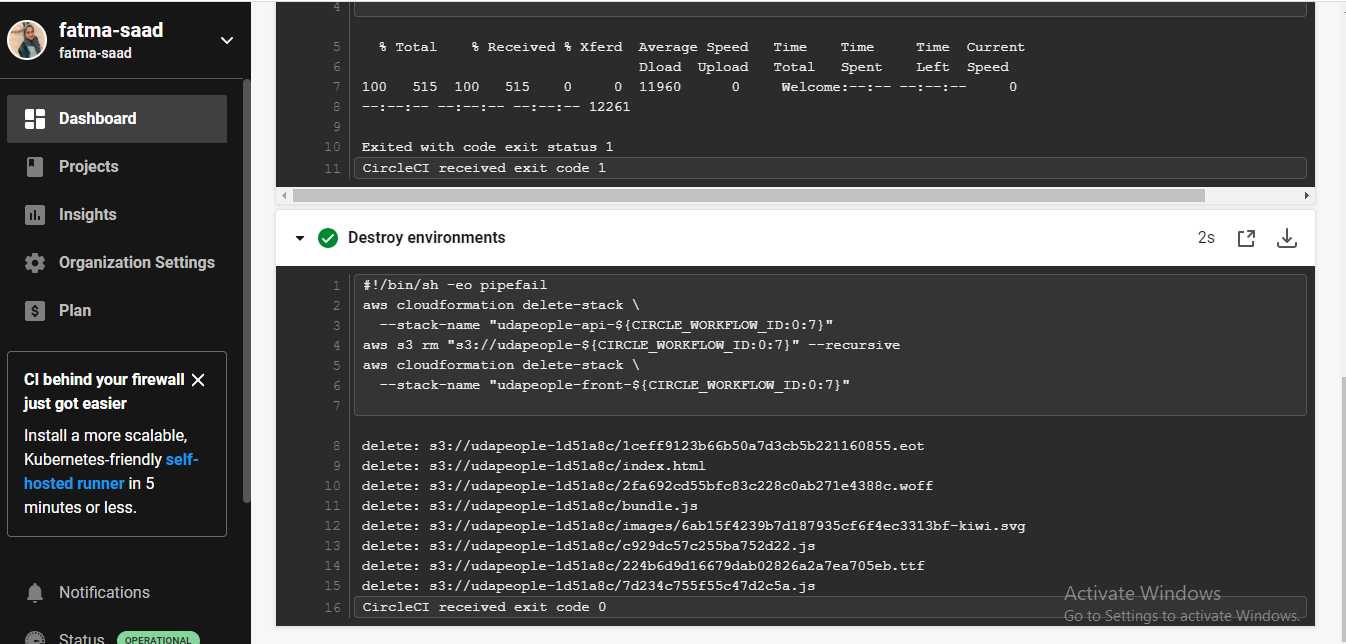 fatma-saad
fatma-saad
Dashboard
Projects
Insights
Organization Settings
Plan
CI behind your firewall
just got easier
Install a more scalable,
Kubernetes-friendly self-
hosted runner in 5
minutes or less.
Notifications
Status OPERATIONAL
4
5 % Total % Received % Xferd Average Speed Time Time Time Current
6 Dload Upload Total Spent Left Speed
7 100 515 100 515 0 0 11960 0 Welcome:--:-- --:--:-- 0
8 --:--:-- --:--:-- --:--:-- 12261
9
10 Exited with code exit status 1
11 CircleCI received exit code 1
Destroy environments 2s
1 #!/bin/sh -eo pipefail
2 aws cloudformation delete-stack \
3 --stack-name "udapeople-api-${CIRCLE_WORKFLOW_ID:0:7}"
4 aws s3 rm "s3://udapeople-${CIRCLE_WORKFLOW_ID:0:7}" --recursive
5 aws cloudformation delete-stack \
6 --stack-name "udapeople-front-${CIRCLE_WORKFLOW_ID:0:7}"
7
8 delete: s3://udapeople-1d51a8c/1ceff9123b66b50a7d3cb5b221160855.eot
9 delete: s3://udapeople-1d51a8c/index.html
10 delete: s3://udapeople-1d51a8c/2fa692cd55bfc83c228c0ab271e4388c.woff
11 delete: s3://udapeople-1d51a8c/bundle.js
12 delete: s3://udapeople-1d51a8c/images/6ab15f4239b7d187935cf6f4ec3313bf-kiwi.svg
13 delete: s3://udapeople-1d51a8c/c929dc57c255ba752d22.js
14 delete: s3://udapeople-1d51a8c/224b6d9d16679dab02826a2a7ea705eb.ttf
15 delete: s3://udapeople-1d51a8c/7d234c755f55c47d2c5a.js
16 CircleCI received exit code 0
Activate Windows
Go to Settings to activate Windows.